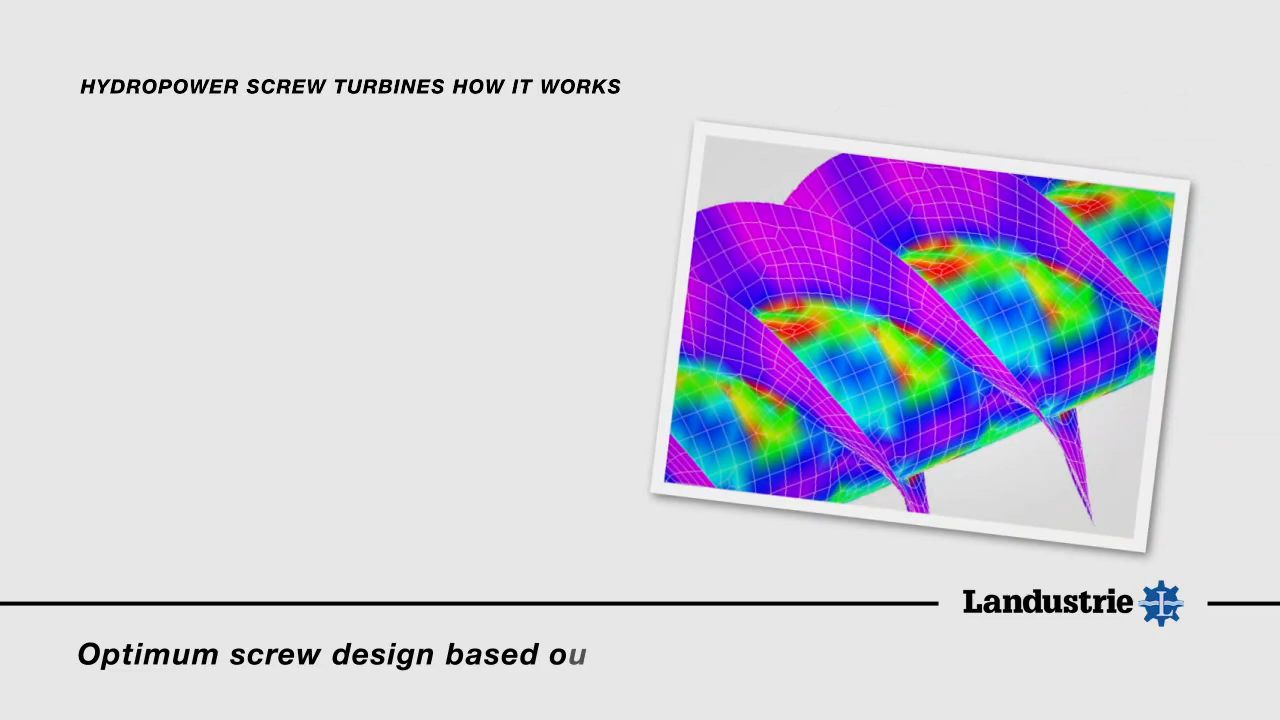 HYDROPOWER SCREW TURBINES HOW IT WORKS
Landustrie
L
Optimum screw design based ou